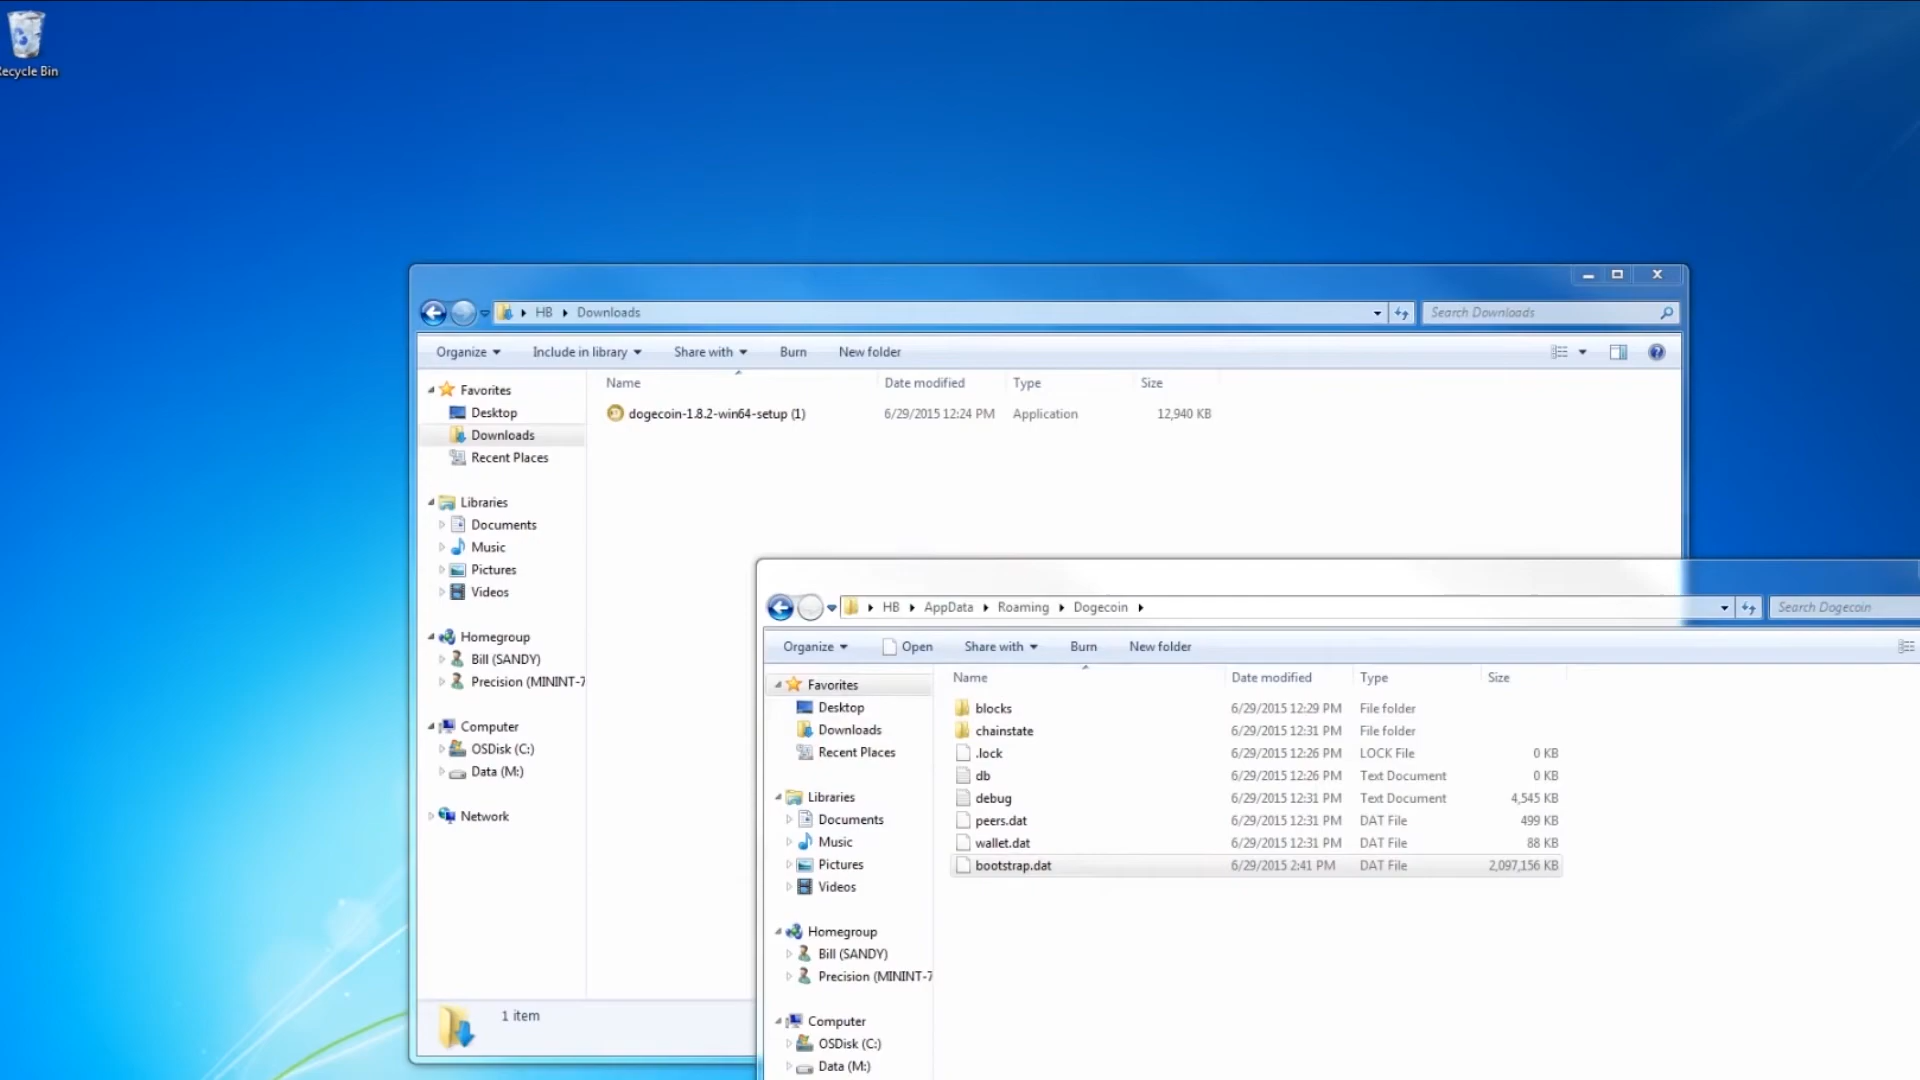 Recycle Bin
HB Downloads
Search Downloads
Organize Include in library Share with Burn New folder
Name Date modified Type Size
Favorites
dogecoin-1.8.2-win64-setup (1) 6/29/2015 12:24 PM Application 12,940 KB
Desktop
Downloads
Recent Places
Libraries
Documents
Music
Pictures
Videos
Homegroup
Bill (SANDY)
Precision (MININT-7
Computer
OSDisk (C:)
Data (M:)
Network
1 item
HB AppData Roaming Dogecoin
Search Dogecoin
Organize Open Share with Burn New folder
Name Date modified Type Size
Favorites
Desktop
Downloads
Recent Places
Libraries
Documents
Music
Pictures
Videos
Homegroup
Bill (SANDY)
Precision (MININT-7
Computer
OSDisk (C:)
Data (M:)
blocks 6/29/2015 12:29 PM File folder
chainstate 6/29/2015 12:31 PM File folder
.lock 6/29/2015 12:26 PM LOCK File 0 KB
db 6/29/2015 12:26 PM Text Document 0 KB
debug 6/29/2015 12:31 PM Text Document 4,545 KB
peers.dat 6/29/2015 12:31 PM DAT File 499 KB
wallet.dat 6/29/2015 12:31 PM DAT File 88 KB
bootstrap.dat 6/29/2015 2:41 PM DAT File 2,097,156 KB